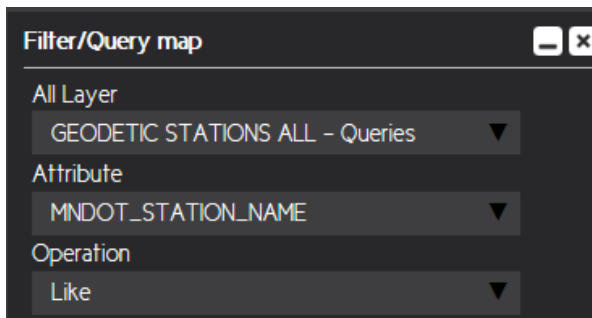 Filter/Query map
All Layer
GEODETIC STATIONS ALL - Queries
Attribute
MNDOT_STATION_NAME
Operation
Like